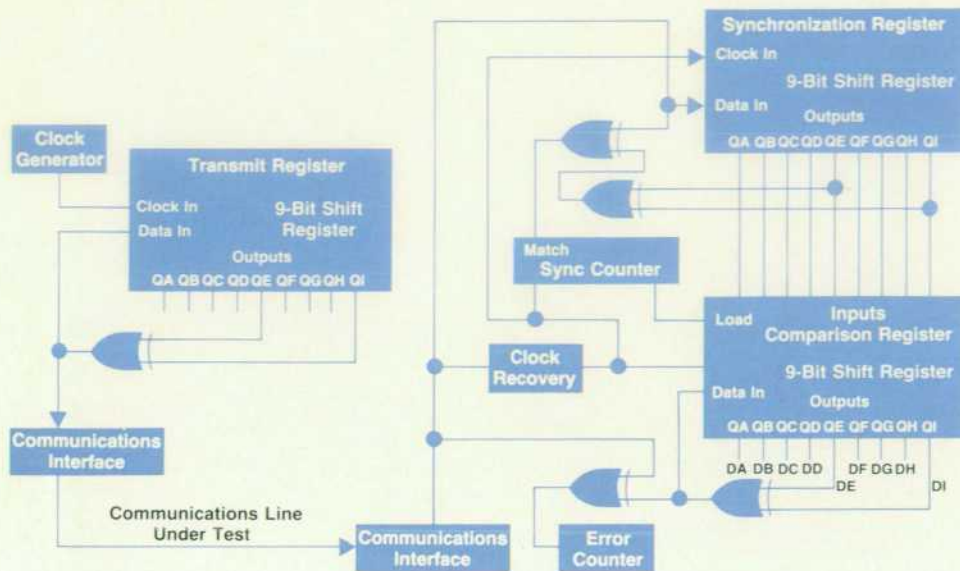 Synchronization Register
Clock In
9-Bit Shift Register
Data In
Outputs
QA QB QC QD QE QF QG QH QI
Clock
Generator
Transmit Register
Clock In
9-Bit Shift
Register
Data In
Outputs
QA QB QC QD QE QF QG QH QI
Match
Sync Counter
Load
Inputs
Comparison Register
Clock
Recovery
9-Bit Shift Register
Data In
Outputs
QA QB QC QD QE QF QG QH QI
DA DB DC DD DE DF DG DH DI
Communications
Interface
Communications Line
Under Test
Communications
Interface
Error
Counter